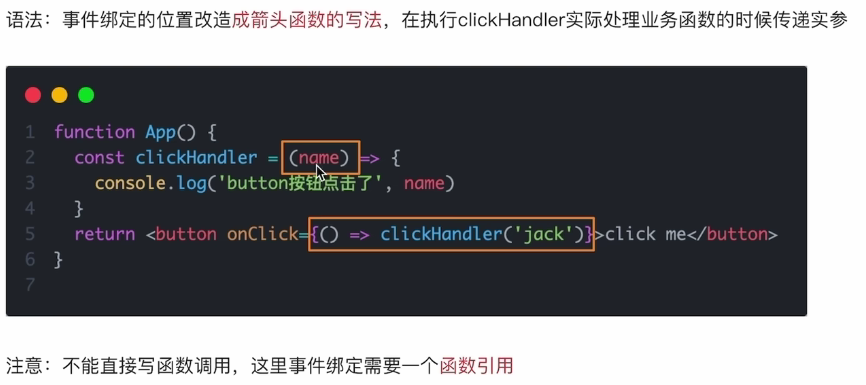 语法：事件绑定的位置改造成箭头函数的写法，在执行clickHandler实际处理业务函数的时候传递实参
1 function App() {
2 const clickHandler = (name) => {
3 console.log('button按钮点击了', name)
4 }
5 return <button onClick={() => clickHandler('jack')}>click me</button>
6 }
7
注意：不能直接写函数调用，这里事件绑定需要一个函数引用